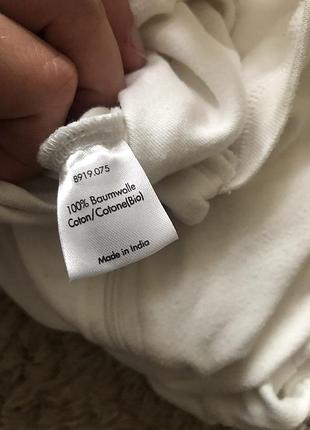 8919.075
100% Baumwolle
Coton/Cotone(Bio)
Made in India